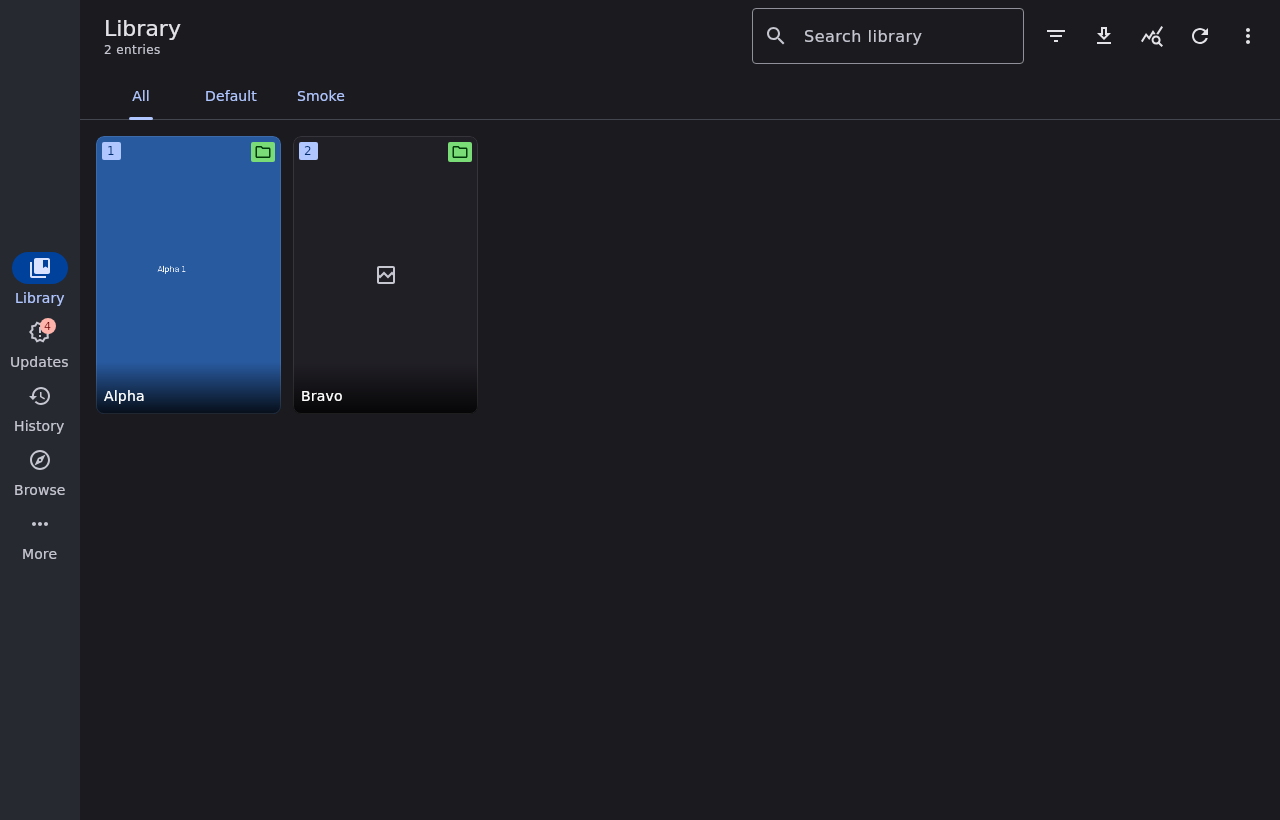 Library
2 entries
Search library
All
Default
Smoke
1
2
Alpha 1
Alpha
Bravo
Library
4
Updates
History
Browse
More